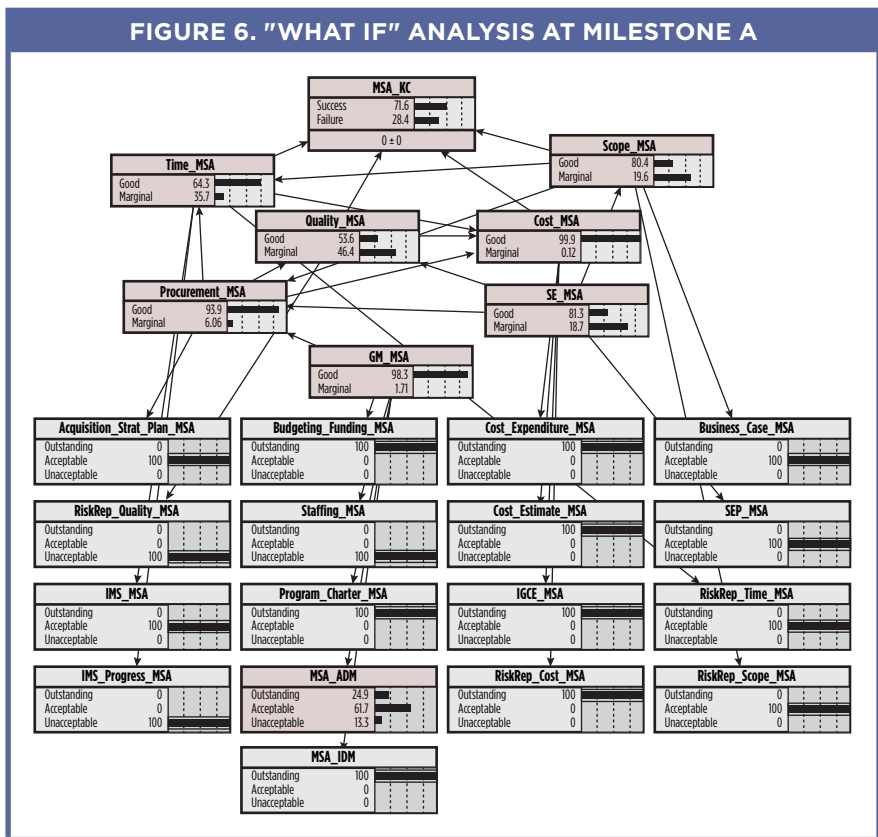 FIGURE 6. "WHAT IF" ANALYSIS AT MILESTONE A
MSA_KC
Success 71.6
Failure 28.4
0 ± 0
Scope_MSA
Good 80.4
Marginal 19.6
Time_MSA
Good 64.3
Marginal 35.7
Quality_MSA
Good 53.6
Marginal 46.4
Cost_MSA
Good 99.9
Marginal 0.12
Procurement_MSA
Good 93.9
Marginal 6.06
SE_MSA
Good 81.3
Marginal 18.7
GM_MSA
Good 98.3
Marginal 1.71
Acquisition_Strat_Plan_MSA
Outstanding 0
Acceptable 100
Unacceptable 0
Budgeting_Funding_MSA
Outstanding 100
Acceptable 0
Unacceptable 0
Cost_Expenditure_MSA
Outstanding 100
Acceptable 0
Unacceptable 0
Business_Case_MSA
Outstanding 0
Acceptable 100
Unacceptable 0
RiskRep_Quality_MSA
Outstanding 0
Acceptable 0
Unacceptable 100
Staffing_MSA
Outstanding 0
Acceptable 0
Unacceptable 100
Cost_Estimate_MSA
Outstanding 100
Acceptable 0
Unacceptable 0
SEP_MSA
Outstanding 0
Acceptable 100
Unacceptable 0
IMS_MSA
Outstanding 0
Acceptable 100
Unacceptable 0
Program_Charter_MSA
Outstanding 100
Acceptable 0
Unacceptable 0
IGCE_MSA
Outstanding 100
Acceptable 0
Unacceptable 0
RiskRep_Time_MSA
Outstanding 0
Acceptable 100
Unacceptable 0
IMS_Progress_MSA
Outstanding 0
Acceptable 0
Unacceptable 100
MSA_ADM
Outstanding 24.9
Acceptable 61.7
Unacceptable 13.3
RiskRep_Cost_MSA
Outstanding 100
Acceptable 0
Unacceptable 0
RiskRep_Scope_MSA
Outstanding 0
Acceptable 100
Unacceptable 0
MSA_IDM
Outstanding 100
Acceptable 0
Unacceptable 0